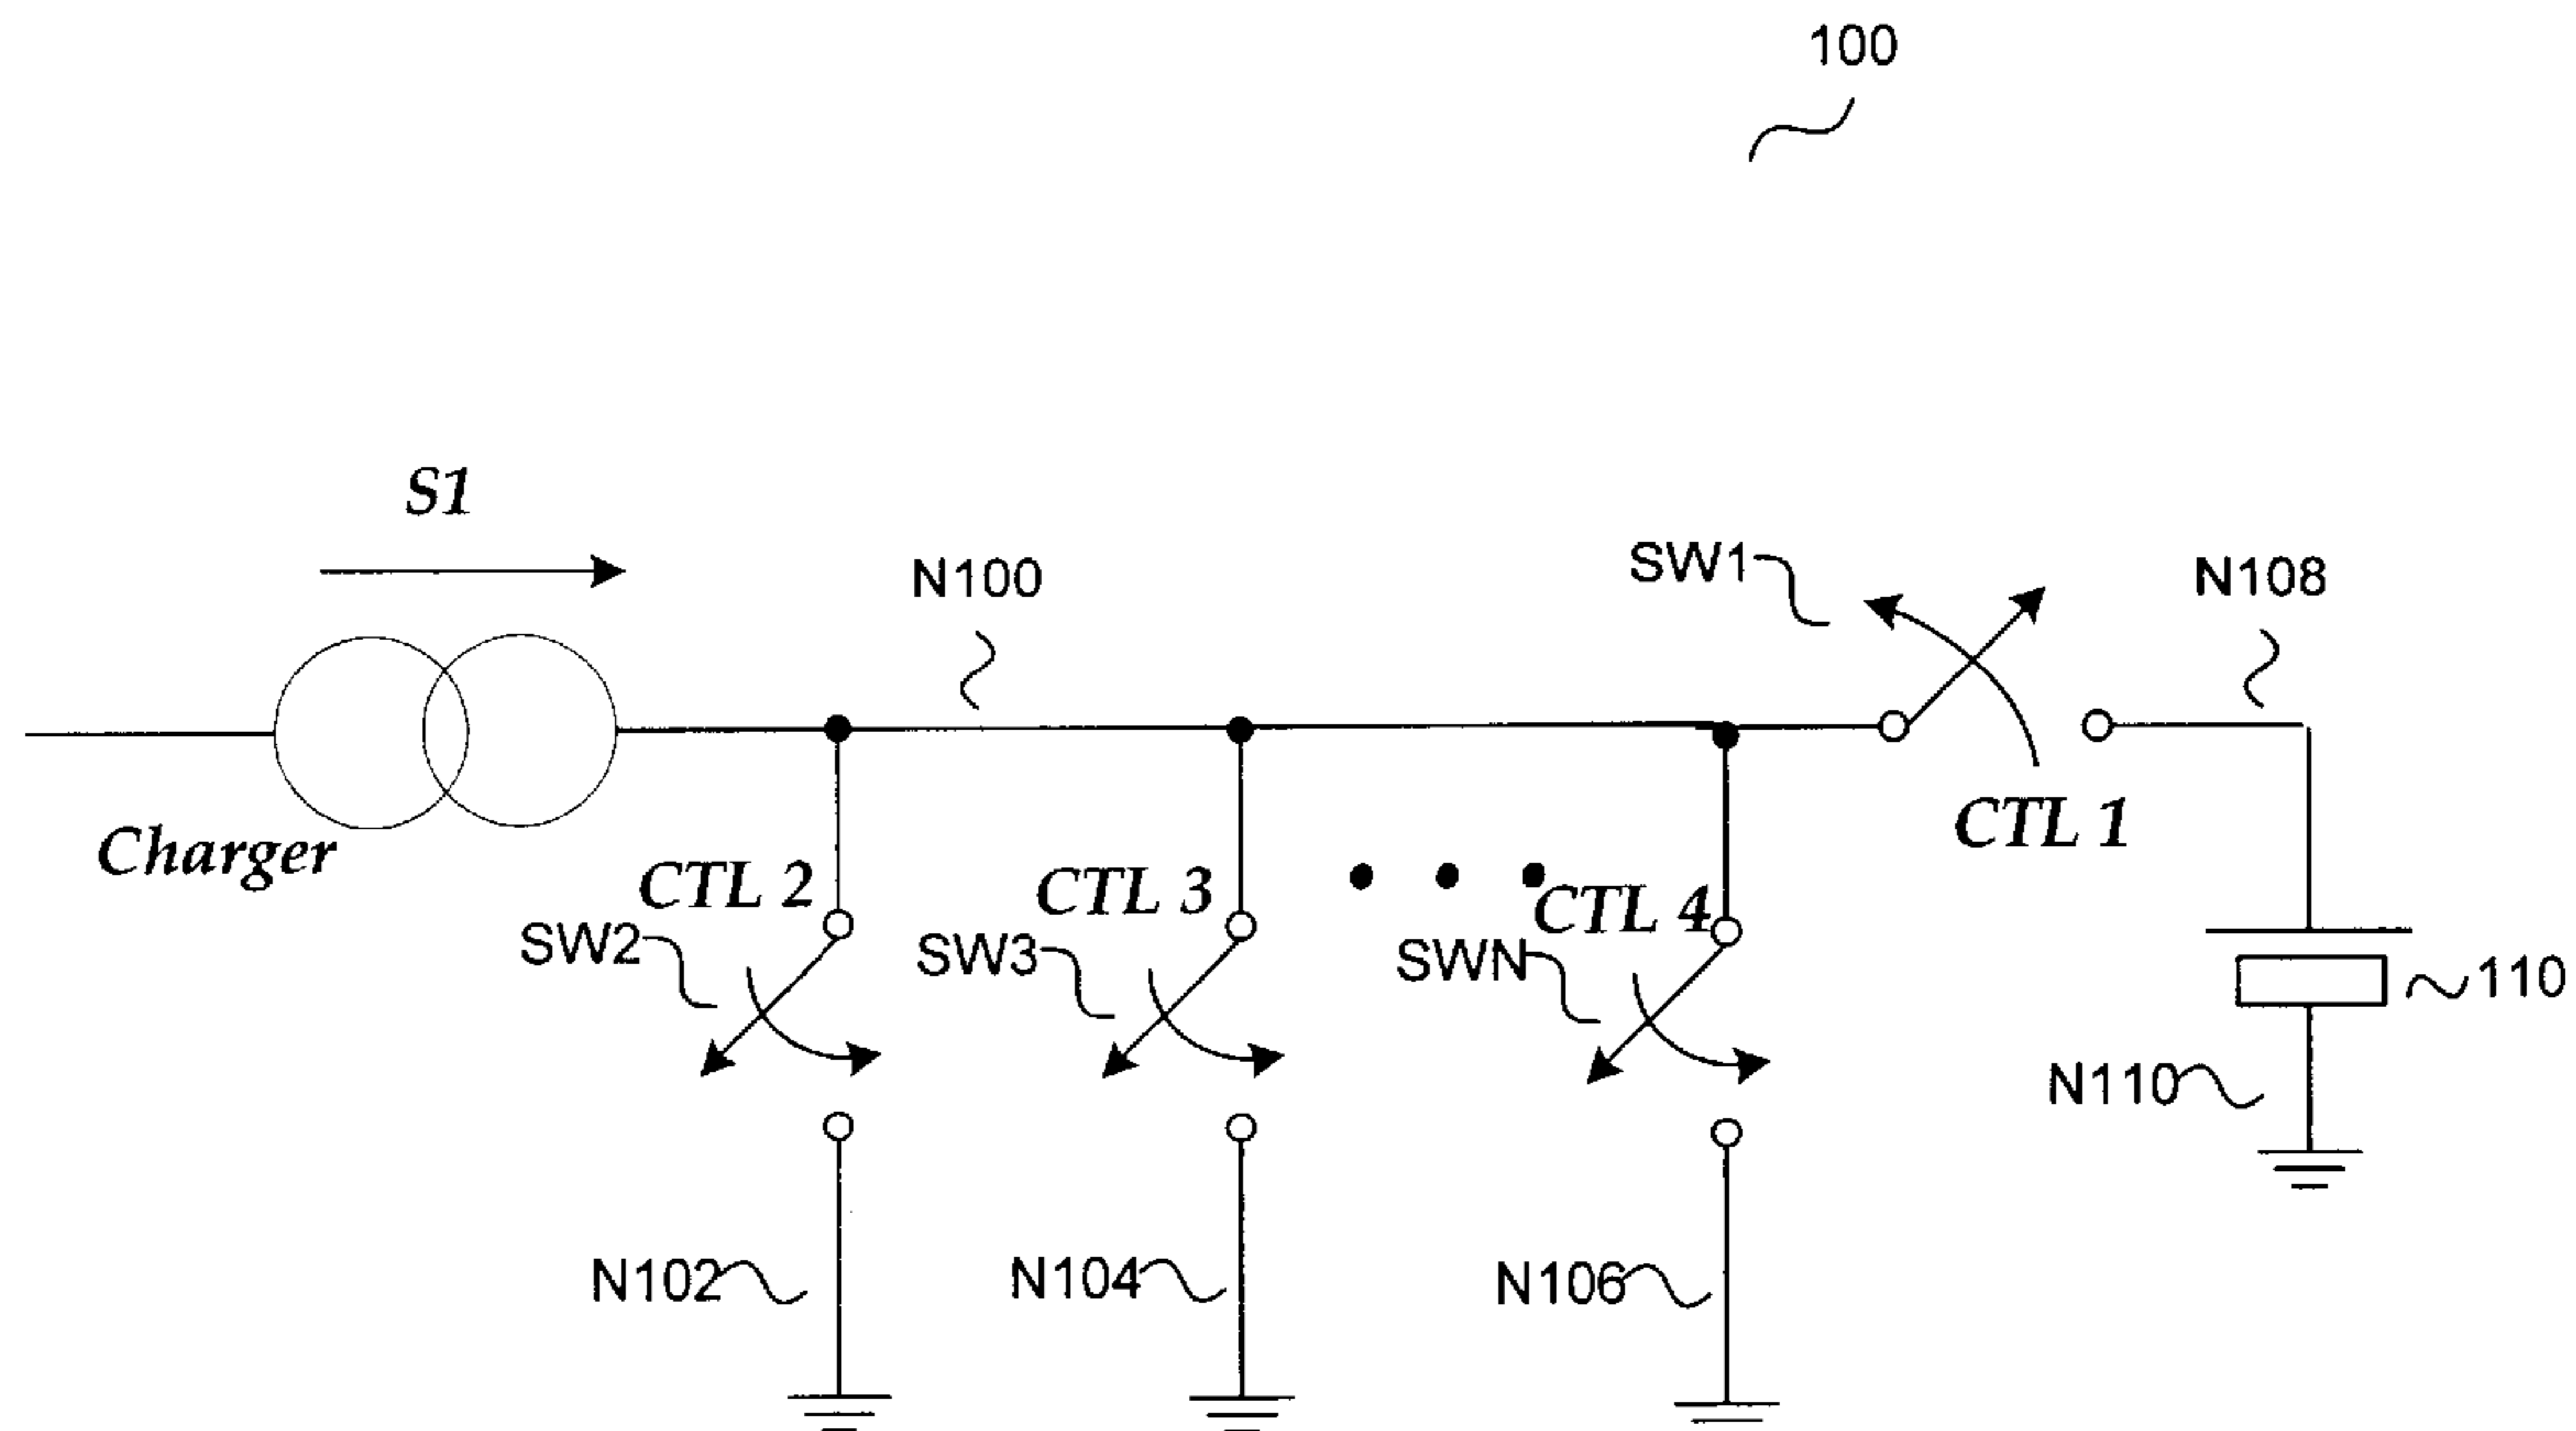 100
S1
N100
SW1
N108
Charger
CTL 1
CTL 2
CTL 3
CTL 4
SW2
SW3
SWN
110
N110
N102
N104
N106